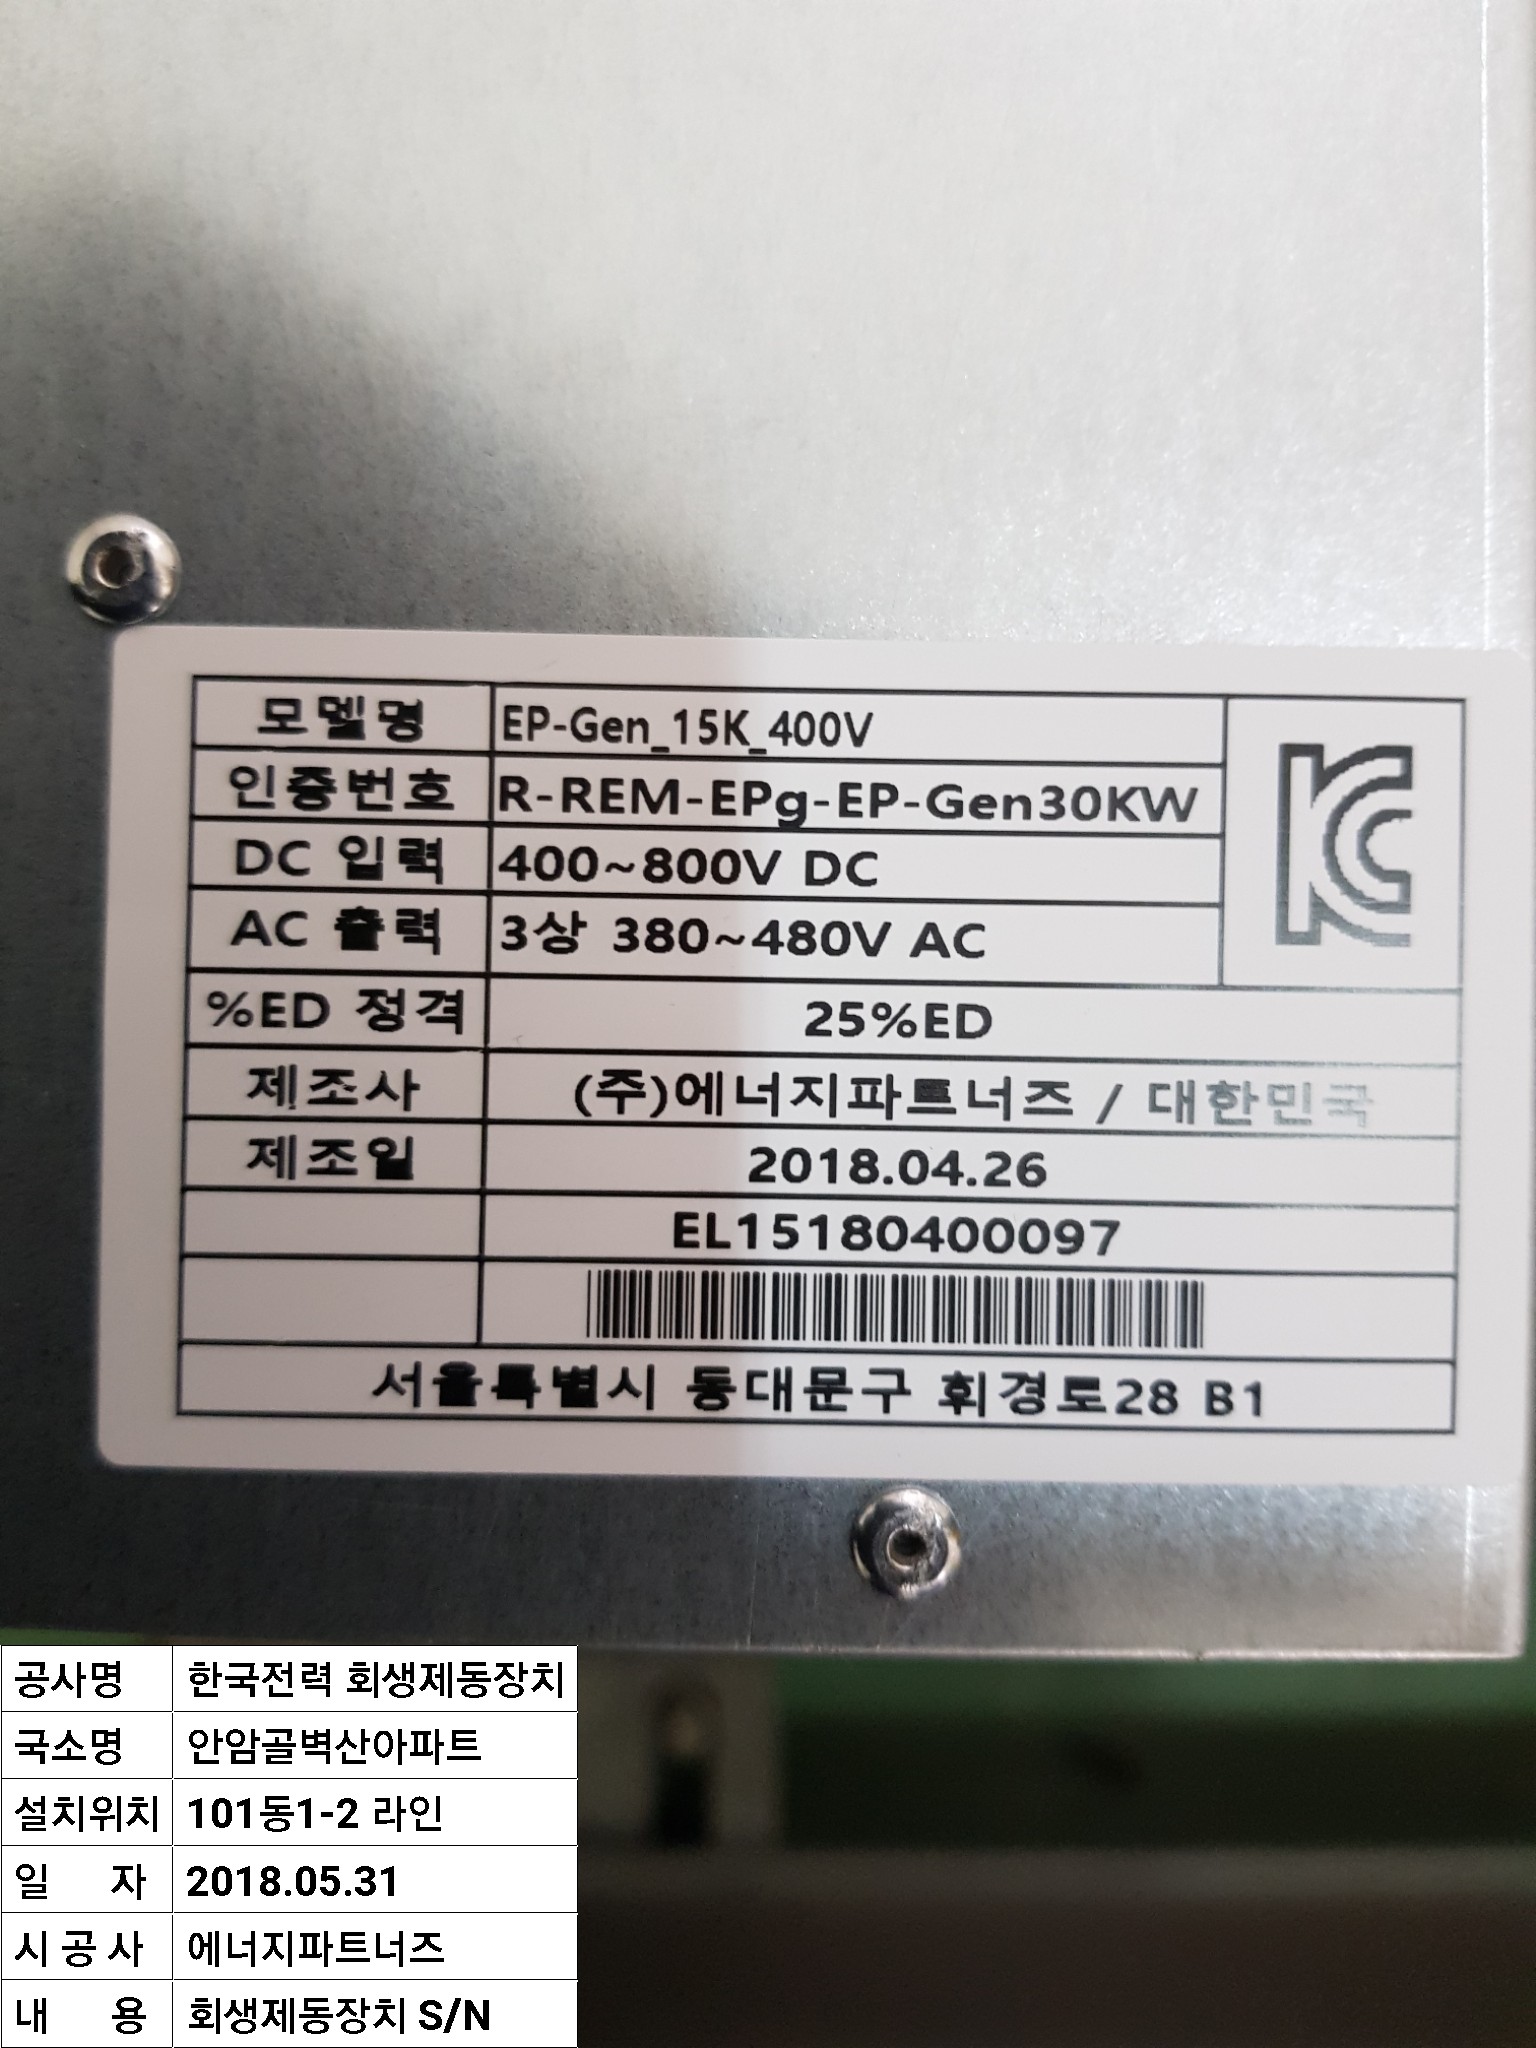 모델명 EP-Gen_15K_400V
인증번호 R-REM-EPg-EP-Gen30KW
DC 입력 400~800V DC
AC 출력 3상 380~480V AC
%ED 정격 25%ED
제조사 (주)에너지파트너즈 / 대한민국
제조일 2018.04.26
EL15180400097
서울특별시 동대문구 휘경로28 B1
공사명 한국전력 회생제동장치
국소명 안암골벽산아파트
설치위치 101동1-2 라인
일 자 2018.05.31
시 공 사 에너지파트너즈
내 용 회생제동장치 S/N